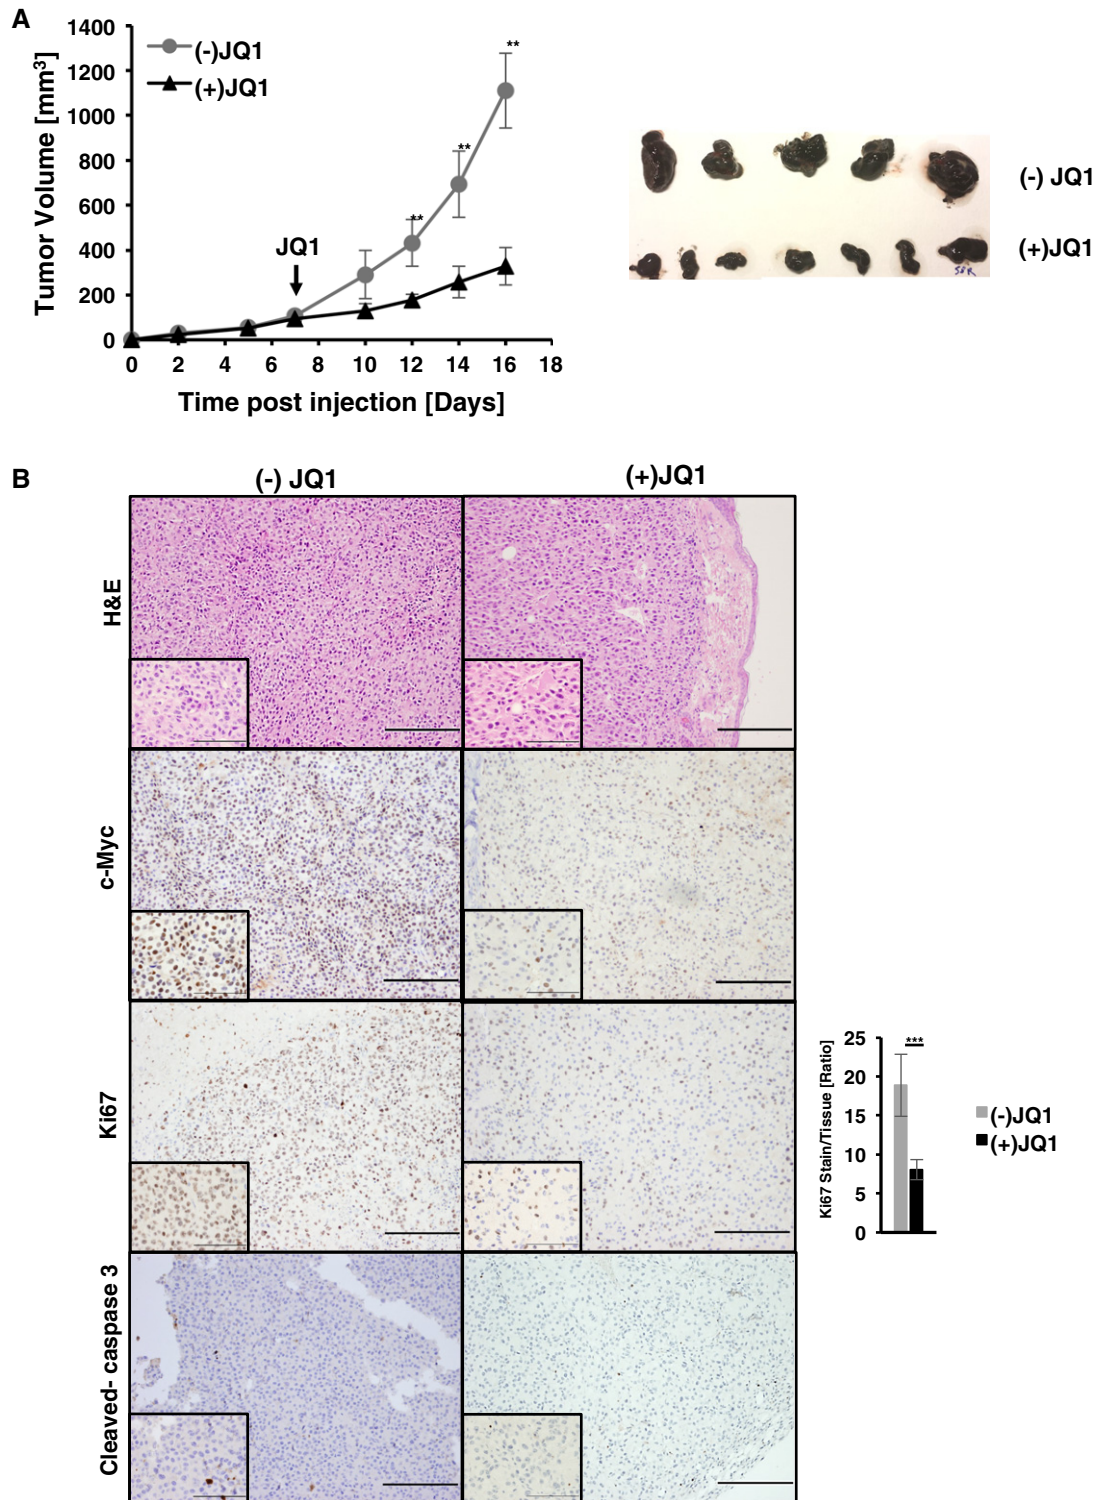 A
1400
1200
1000
800
600
400
200
0
Tumor Volume [mm³]
(-)JQ1
(+)JQ1
JQ1
**
**
**
0 2 4 6 8 10 12 14 16 18
Time post injection [Days]
(-) JQ1
(+)JQ1
B
(-) JQ1
(+)JQ1
H&E
c-Myc
Ki67
Cleaved- caspase 3
25
20
15
10
5
0
Ki67 Stain/Tissue [Ratio]
***
(-)JQ1
(+)JQ1